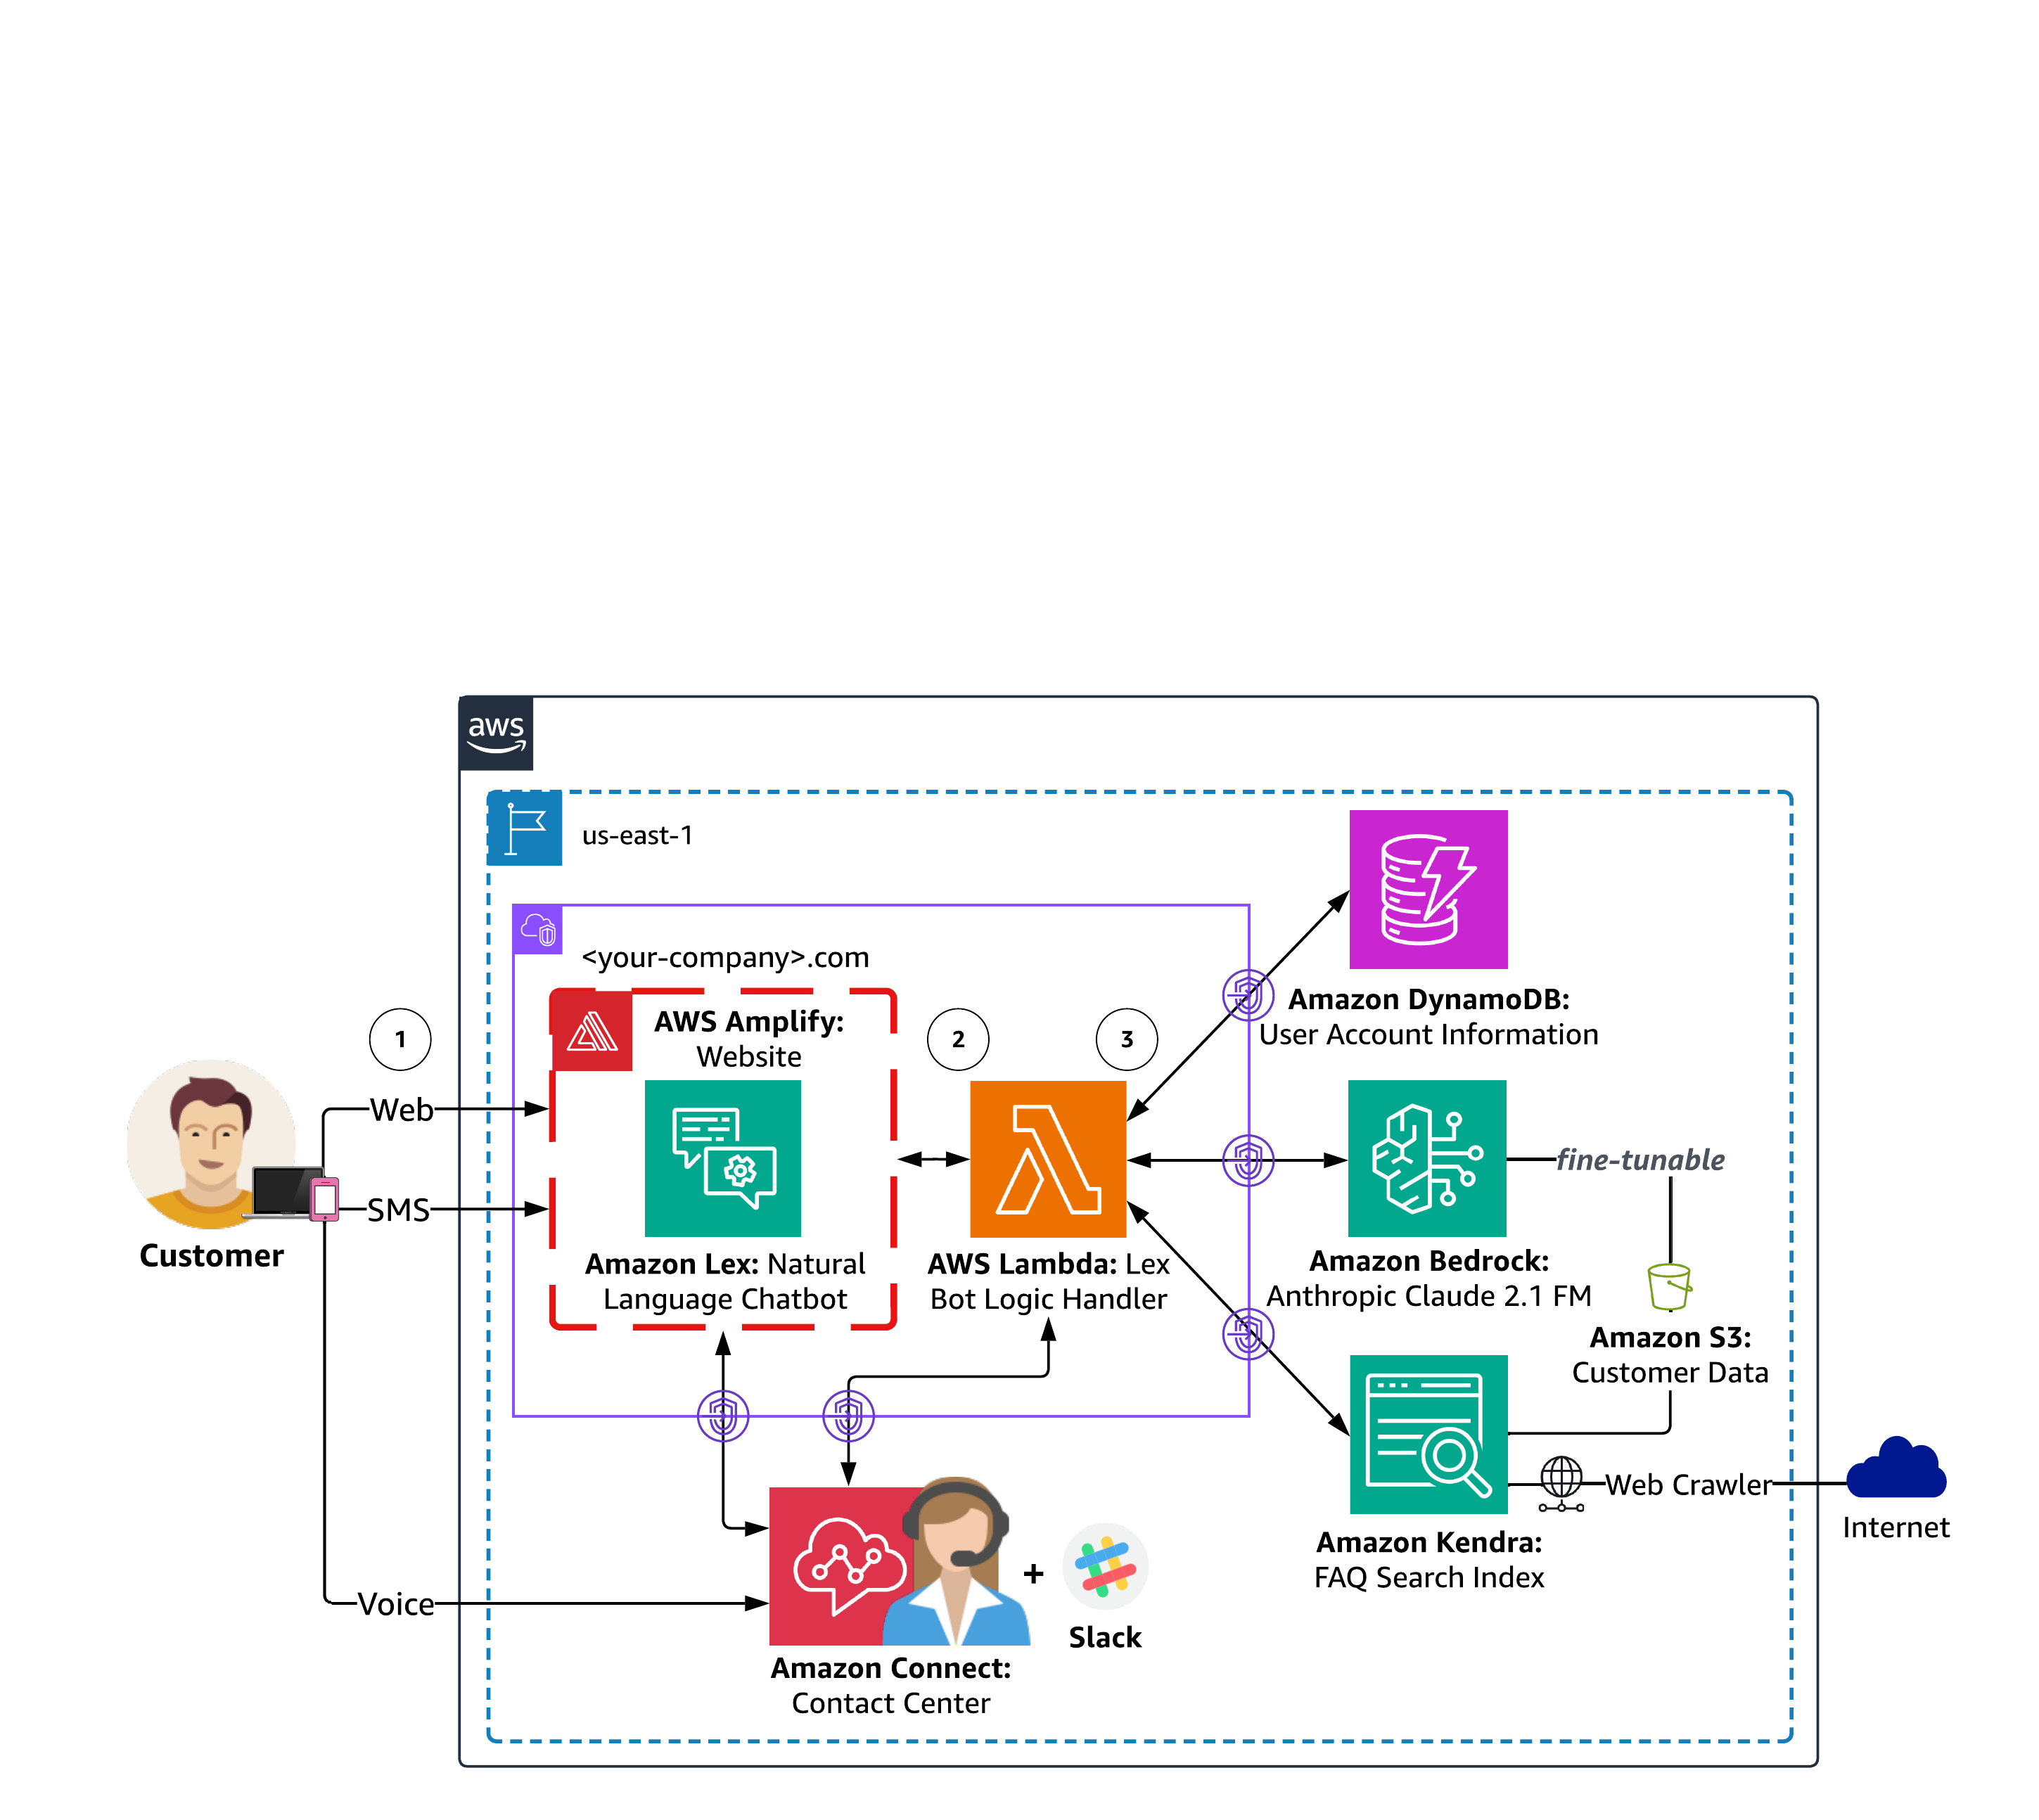 aws
us-east-1
<your-company>.com
AWS Amplify:
Website
1
2
3
Web
SMS
Voice
Customer
Amazon Lex: Natural
Language Chatbot
AWS Lambda: Lex
Bot Logic Handler
Amazon DynamoDB:
User Account Information
Amazon Bedrock:
Anthropic Claude 2.1 FM
fine-tunable
Amazon S3:
Customer Data
Amazon Kendra:
FAQ Search Index
Web Crawler
Internet
Amazon Connect:
Contact Center
+
Slack